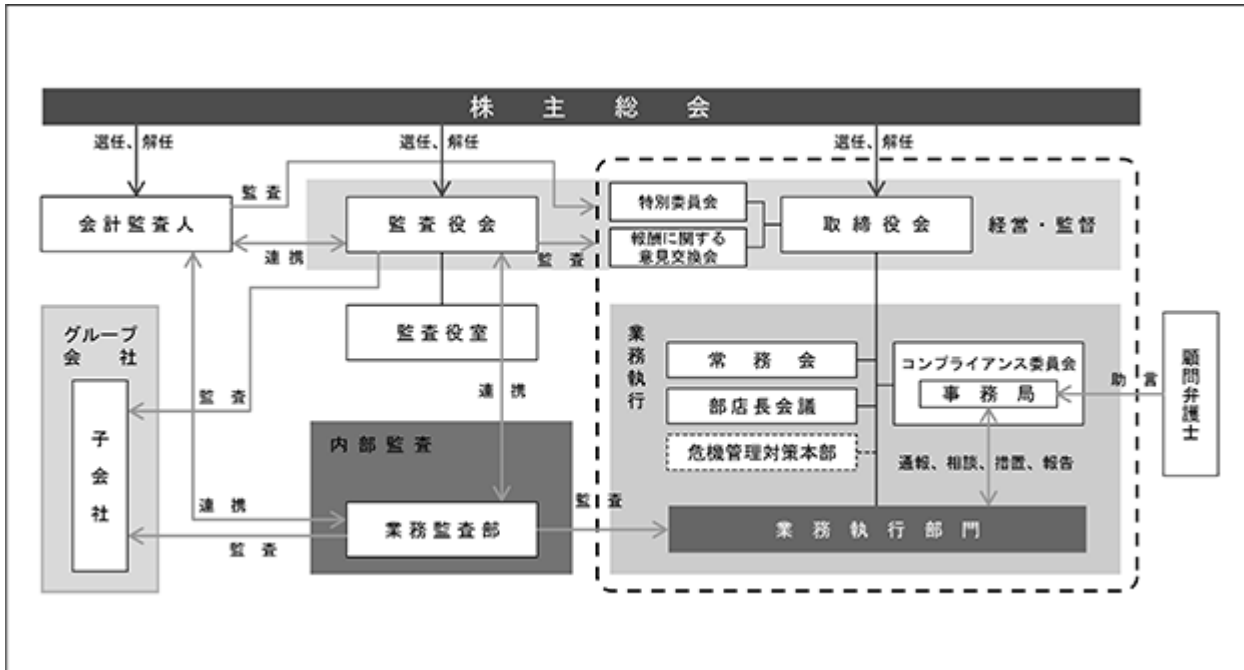 株主総会
選任、解任
選任、解任
選任、解任
監査
会計監査人
監査役会
特別委員会
報酬に関する
意見交換会
取締役会
経営・監督
連携
監査
監査役室
グループ
会社
子会社
監査
連携
業務執行
常務会
部店長会議
危機管理対策本部
コンプライアンス委員会
事務局
助言
顧問弁護士
通報、相談、措置、報告
内部監査
連携
業務監査部
監査
監査
業務執行部門